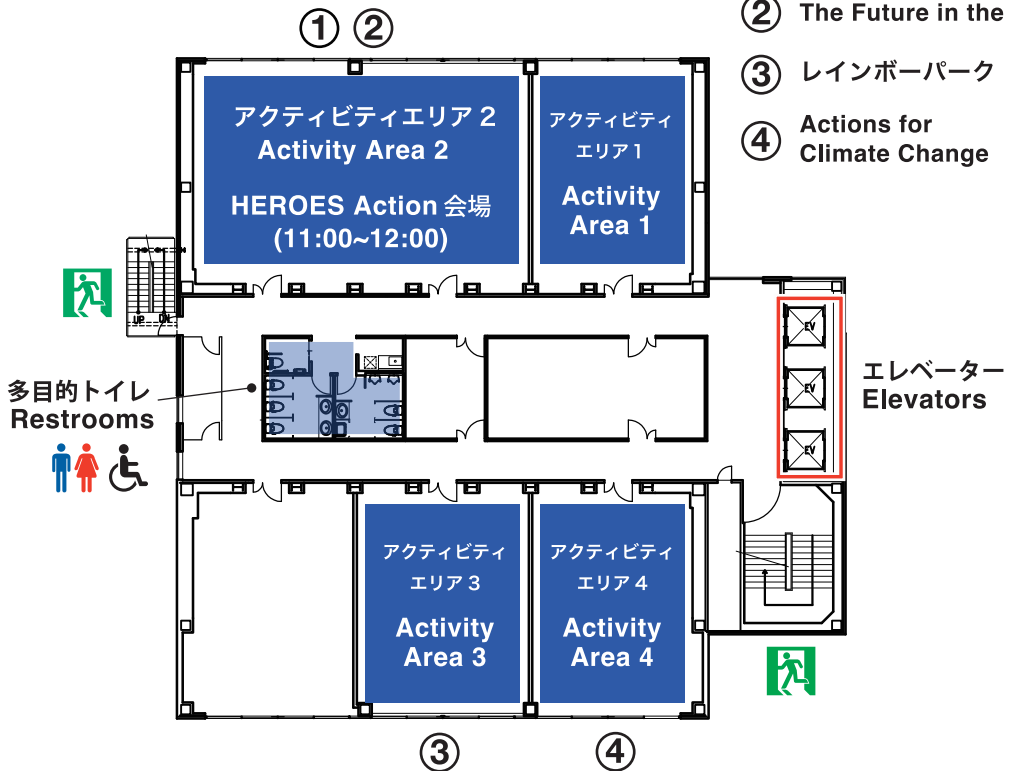 ① ②
② The Future in the
③ レインボーパーク
④ Actions for
Climate Change
アクティビティエリア 2
Activity Area 2
HEROES Action 会場
(11:00~12:00)
アクティビティ
エリア 1
Activity
Area 1
UP DN
多目的トイレ
Restrooms
EV
EV
EV
エレベーター
Elevators
アクティビティ
エリア 3
Activity
Area 3
アクティビティ
エリア 4
Activity
Area 4
③
④